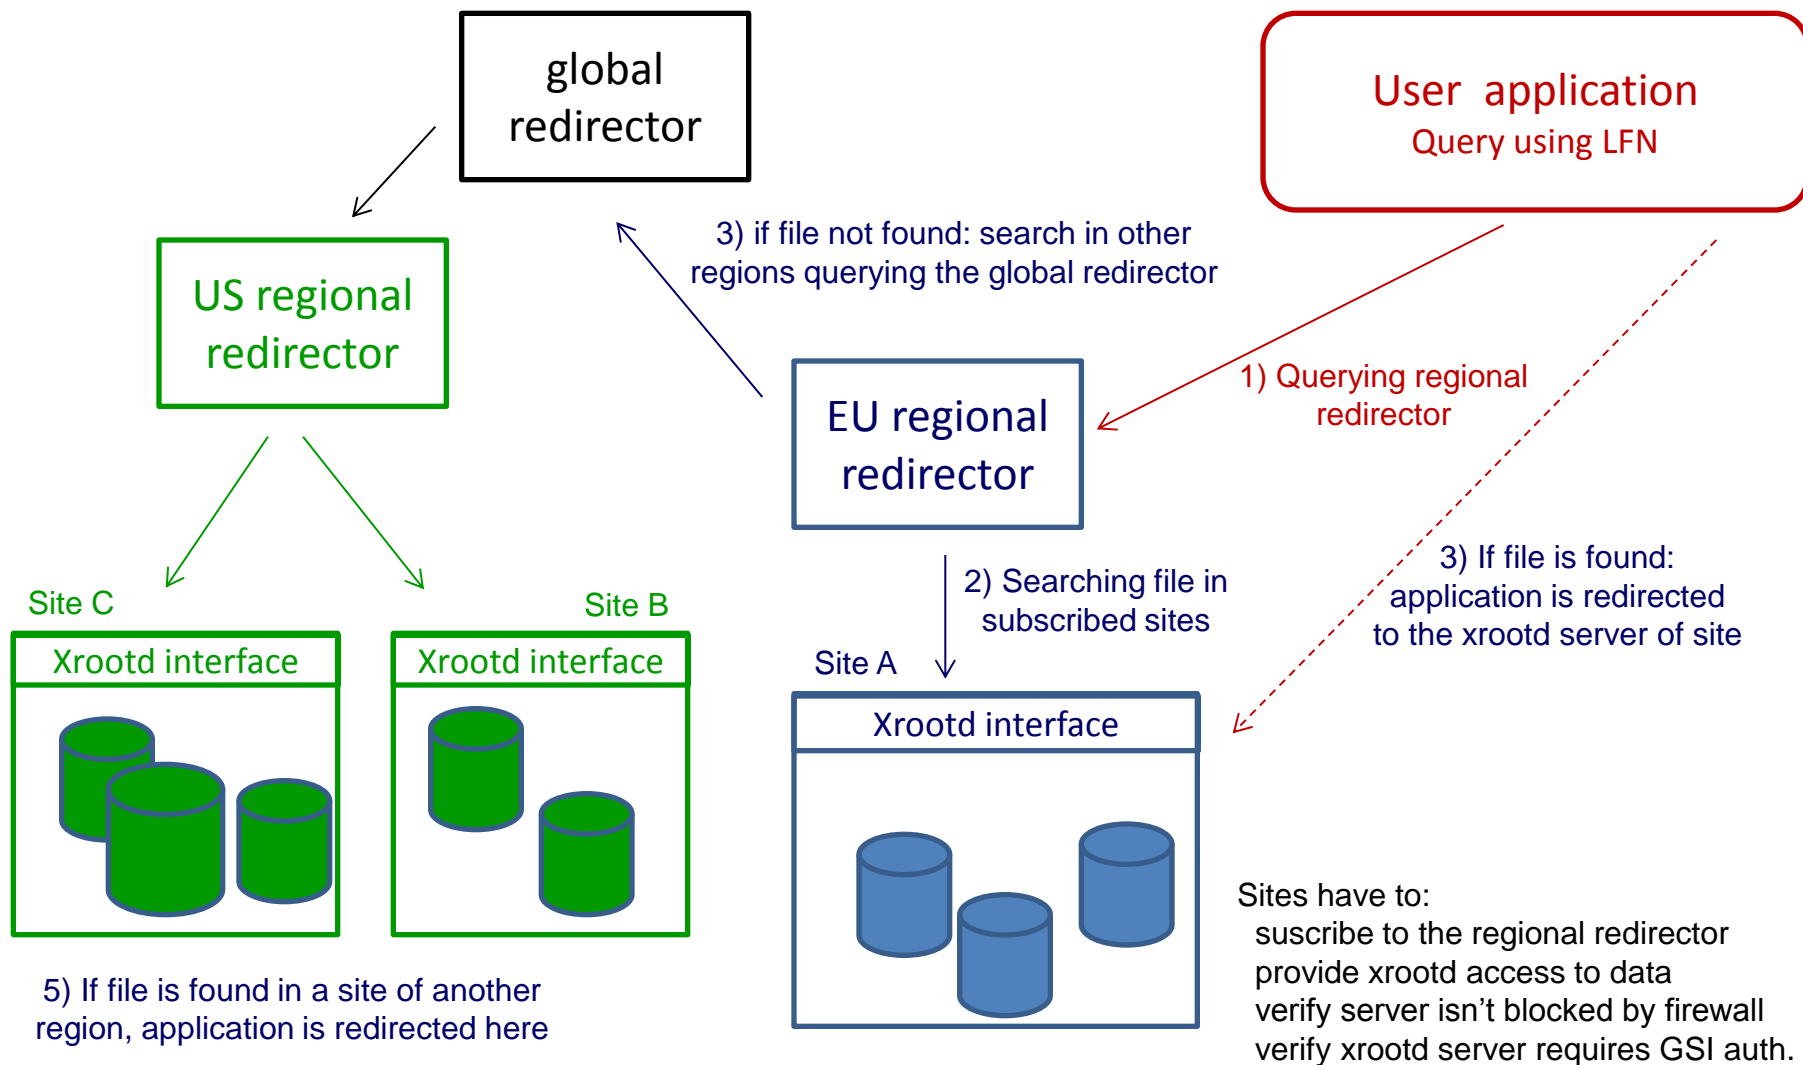 global
redirector
User application
Query using LFN
3) if file not found: search in other
regions querying the global redirector
US regional
redirector
1) Querying regional
redirector
EU regional
redirector
2) Searching file in
subscribed sites
3) If file is found:
application is redirected
to the xrootd server of site
Site C
Xrootd interface
Site B
Xrootd interface
Site A
Xrootd interface
Sites have to:
suscribe to the regional redirector
provide xrootd access to data
verify server isn't blocked by firewall
verify xrootd server requires GSI auth.
5) If file is found in a site of another
region, application is redirected here